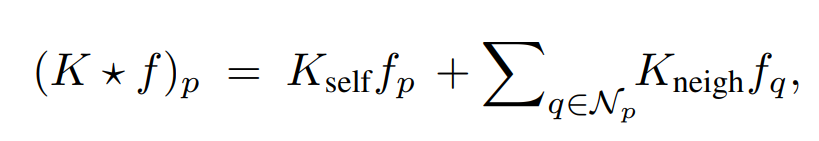 (K ⋆ f)_p = K_self f_p + ∑_{q∈𝒩_p} K_neigh f_q,